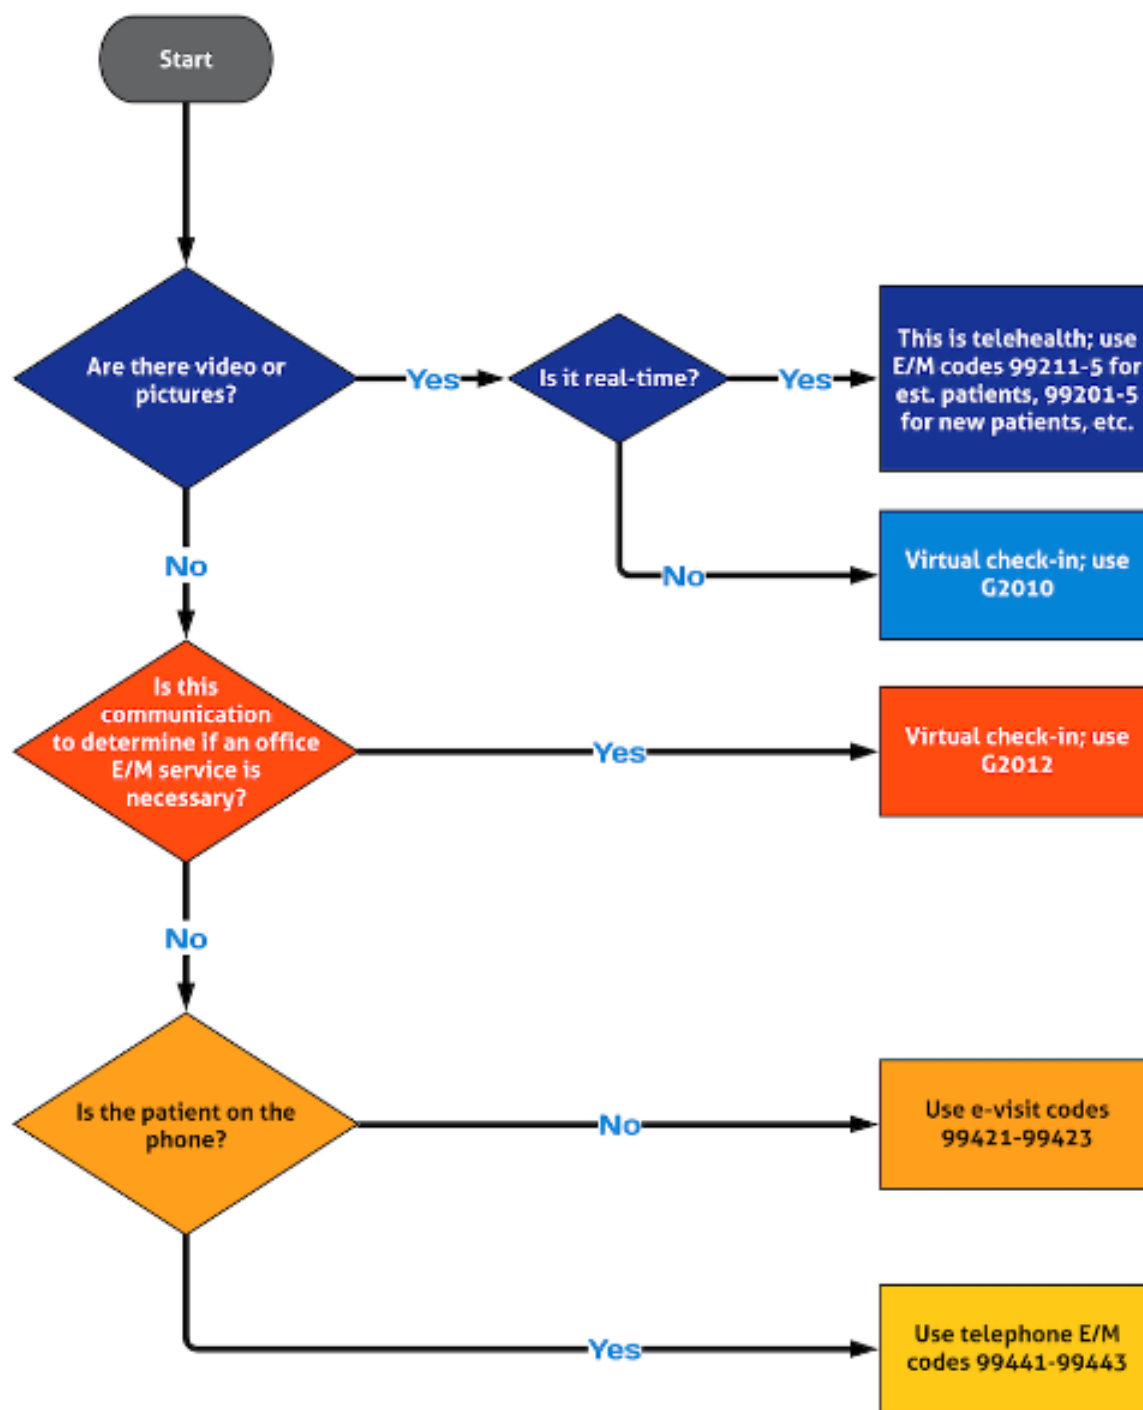 Start
Are there video or
pictures?
Yes
Is it real-time?
Yes
This is telehealth; use
E/M codes 99211-5 for
est. patients, 99201-5
for new patients, etc.
No
No
Virtual check-in; use
G2010
Is this
communication
to determine if an office
E/M service is
necessary?
Yes
Virtual check-in; use
G2012
No
Is the patient on the
phone?
No
Use e-visit codes
99421-99423
Yes
Use telephone E/M
codes 99441-99443